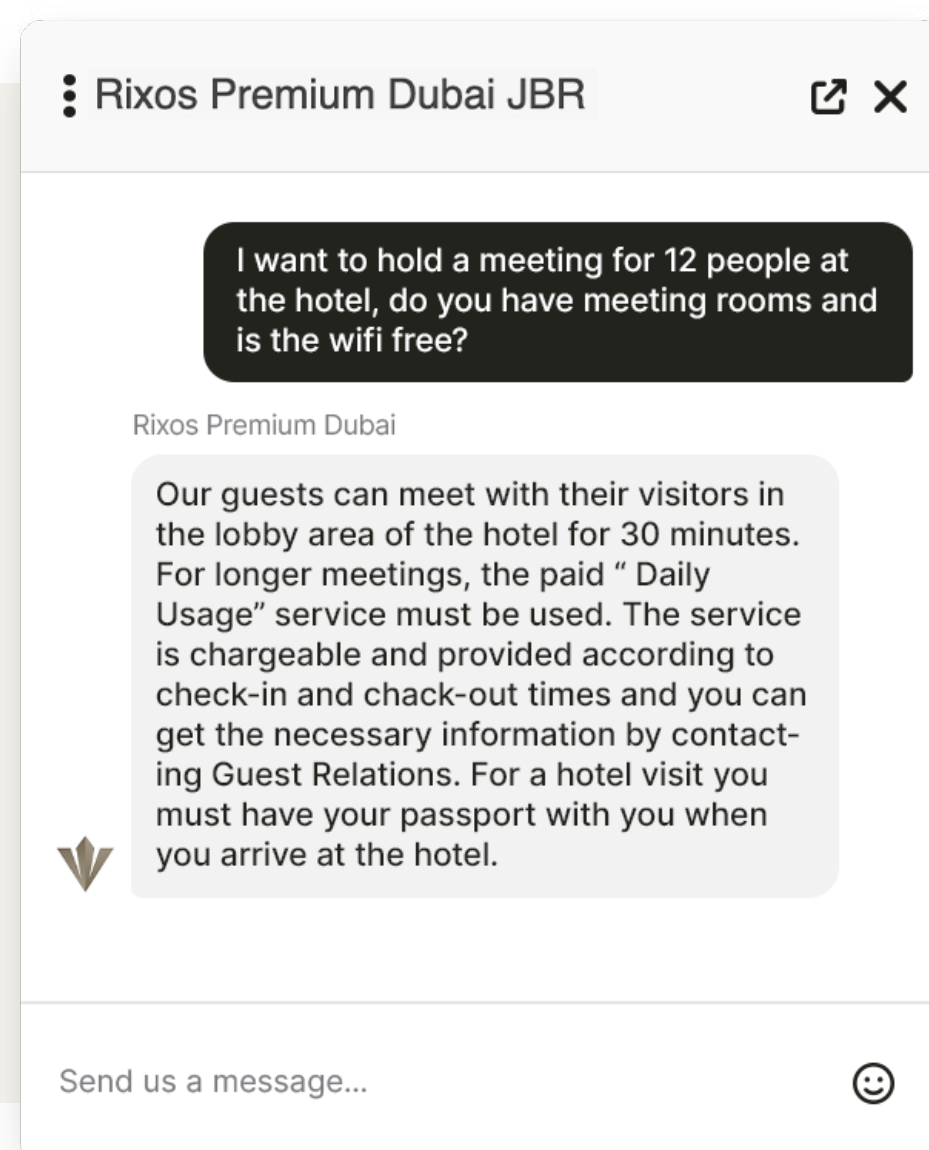 Rixos Premium Dubai JBR
I want to hold a meeting for 12 people at
the hotel, do you have meeting rooms and
is the wifi free?
Rixos Premium Dubai
Our guests can meet with their visitors in
the lobby area of the hotel for 30 minutes.
For longer meetings, the paid “ Daily
Usage” service must be used. The service
is chargeable and provided according to
check-in and chack-out times and you can
get the necessary information by contact-
ing Guest Relations. For a hotel visit you
must have your passport with you when
you arrive at the hotel.
Send us a message...